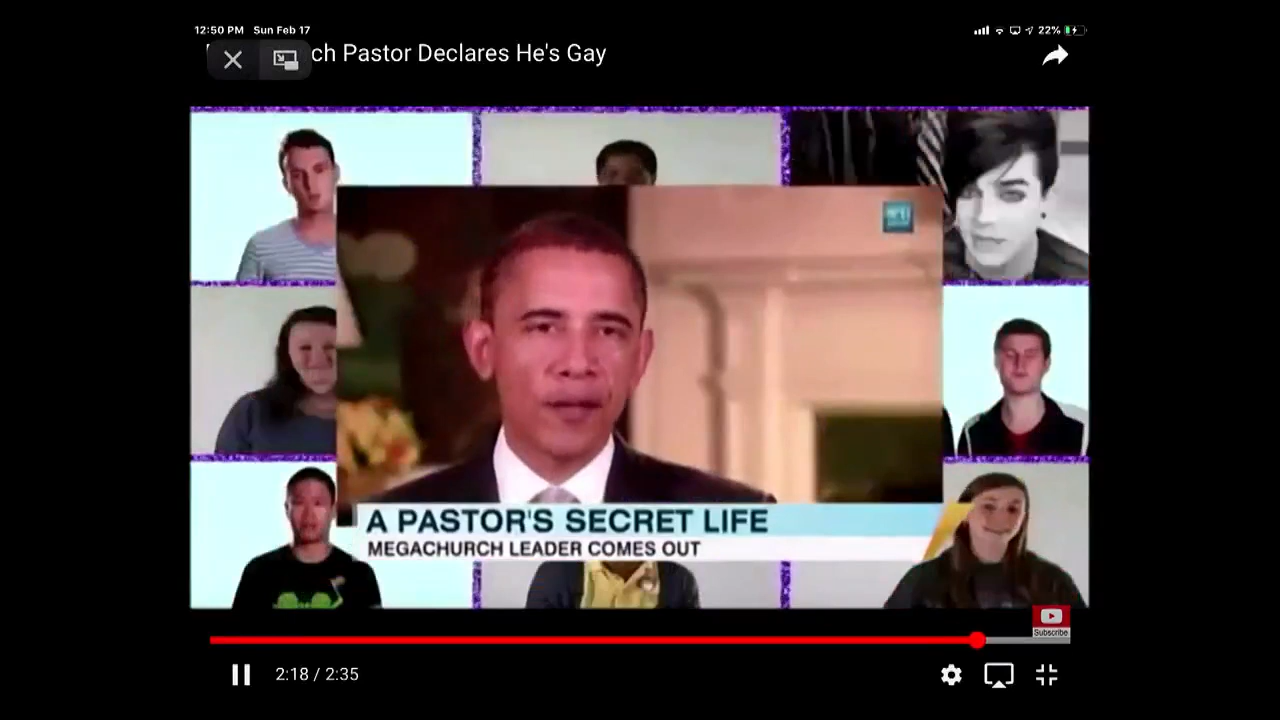 12:50 PM Sun Feb 17
22%
ch Pastor Declares He's Gay
A PASTOR'S SECRET LIFE
MEGACHURCH LEADER COMES OUT
Subscribe
2:18 / 2:35